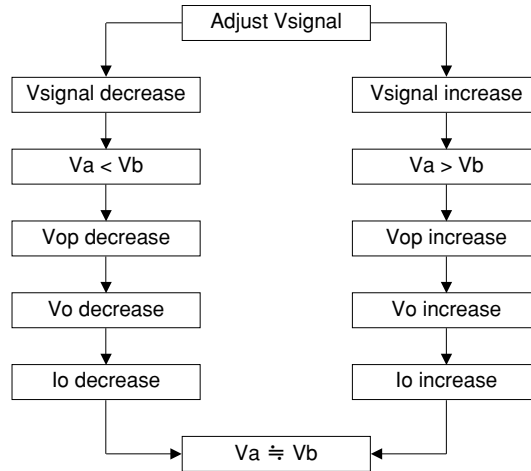 Adjust Vsignal
Vsignal decrease
Vsignal increase
Va < Vb
Va > Vb
Vop decrease
Vop increase
Vo decrease
Vo increase
Io decrease
Io increase
Va ≒ Vb